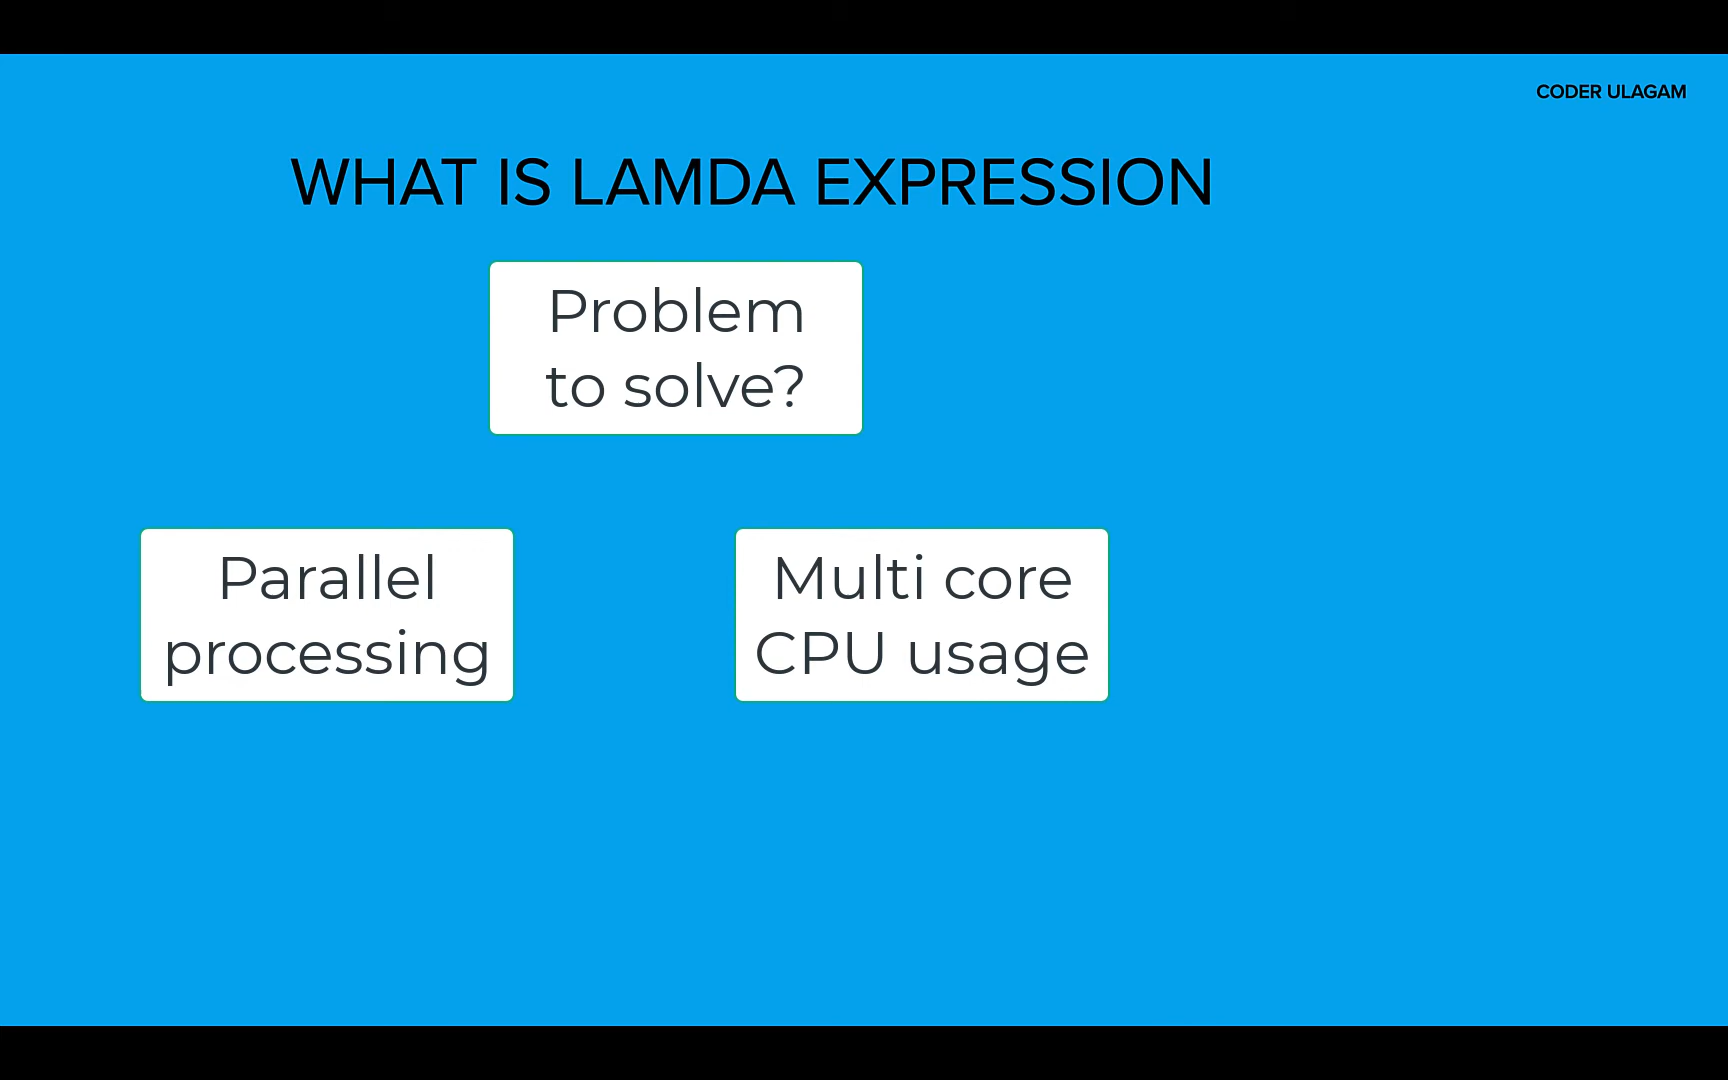 CODER ULAGAM
WHAT IS LAMDA EXPRESSION
Problem
to solve?
Parallel
processing
Multi core
CPU usage